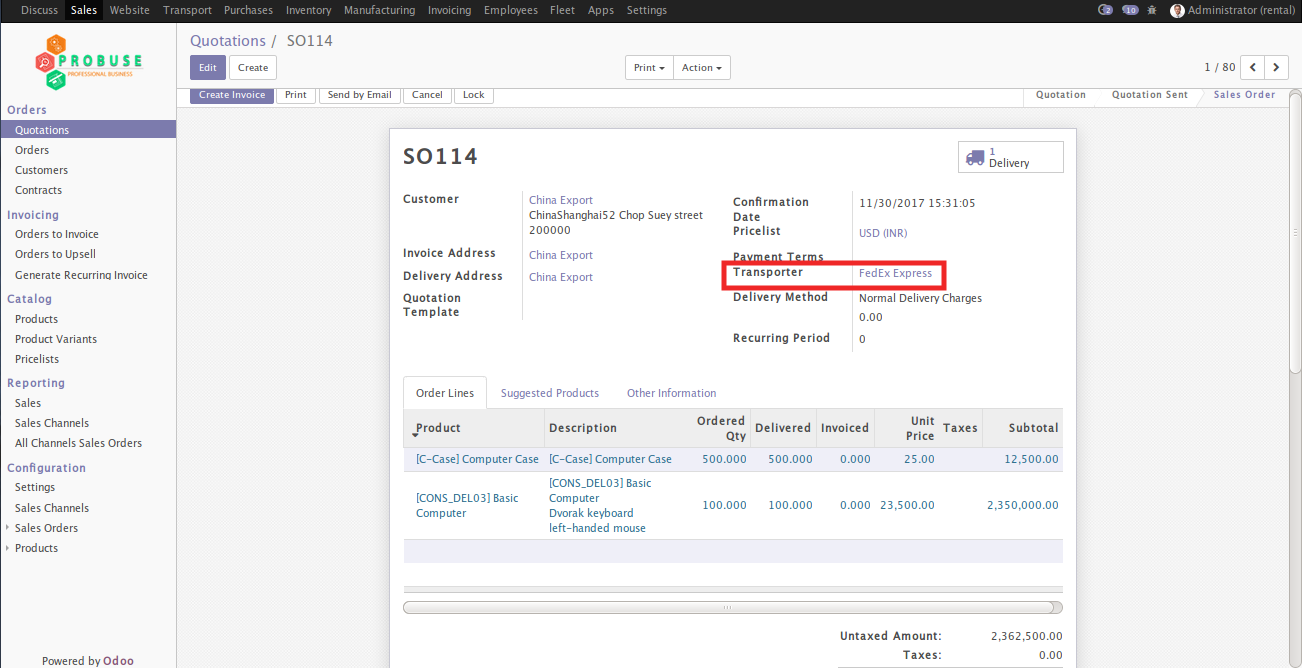 Discuss Sales Website Transport Purchases Inventory Manufacturing Invoicing Employees Fleet Apps Settings 2 10 Administrator (rental)
PROBUSE
PROFESSIONAL BUSINESS
Quotations / SO114
Edit Create Print Action 1 / 80
Create Invoice Print Send by Email Cancel Lock Quotation Quotation Sent Sales Order
Orders
Quotations
Orders
Customers
Contracts
Invoicing
Orders to Invoice
Orders to Upsell
Generate Recurring Invoice
Catalog
Products
Product Variants
Pricelists
Reporting
Sales
Sales Channels
All Channels Sales Orders
Configuration
Settings
Sales Channels
Sales Orders
Products
Powered by Odoo
SO114
1
Delivery
Customer China Export
ChinaShanghai52 Chop Suey street
200000
Invoice Address China Export
Delivery Address China Export
Quotation
Template
Confirmation
Date 11/30/2017 15:31:05
Pricelist USD (INR)
Payment Terms
Transporter FedEx Express
Delivery Method Normal Delivery Charges
0.00
Recurring Period 0
Order Lines Suggested Products Other Information
Product Description Ordered Qty Delivered Invoiced Unit Price Taxes Subtotal
[C-Case] Computer Case [C-Case] Computer Case 500.000 500.000 0.000 25.00 12,500.00
[CONS_DEL03] Basic
Computer
[CONS_DEL03] Basic
Computer
Dvorak keyboard
left-handed mouse
100.000 100.000 0.000 23,500.00 2,350,000.00
Untaxed Amount: 2,362,500.00
Taxes: 0.00